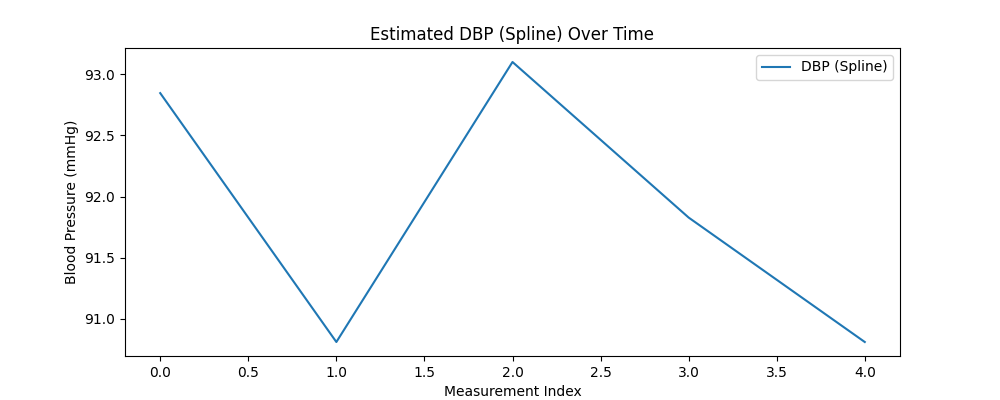 Estimated DBP (Spline) Over Time
DBP (Spline)
Blood Pressure (mmHg)
93.0
92.5
92.0
91.5
91.0
0.0 0.5 1.0 1.5 2.0 2.5 3.0 3.5 4.0
Measurement Index